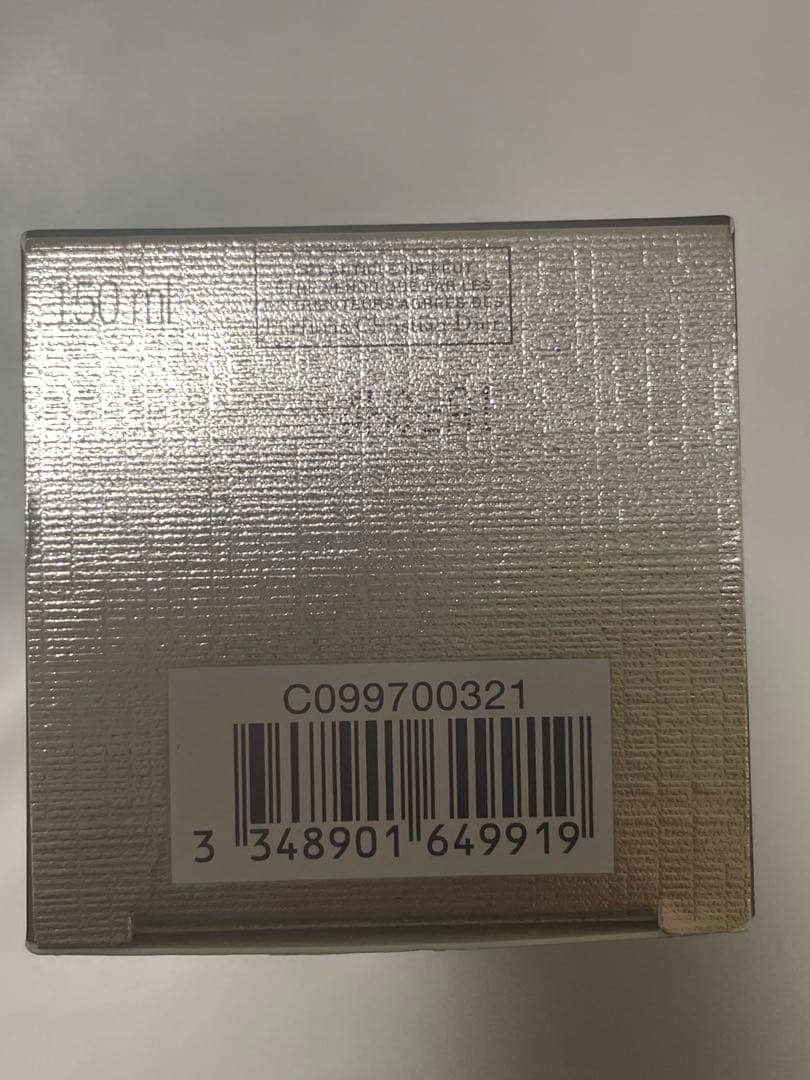 150 ml
CET ARTICLE NE PEUT
ÊTRE VENDU QUE PAR LES
DISTRIBUTEURS AGRÉÉS DES
Parfums Christian Dior
C099700321
3 348901 649919